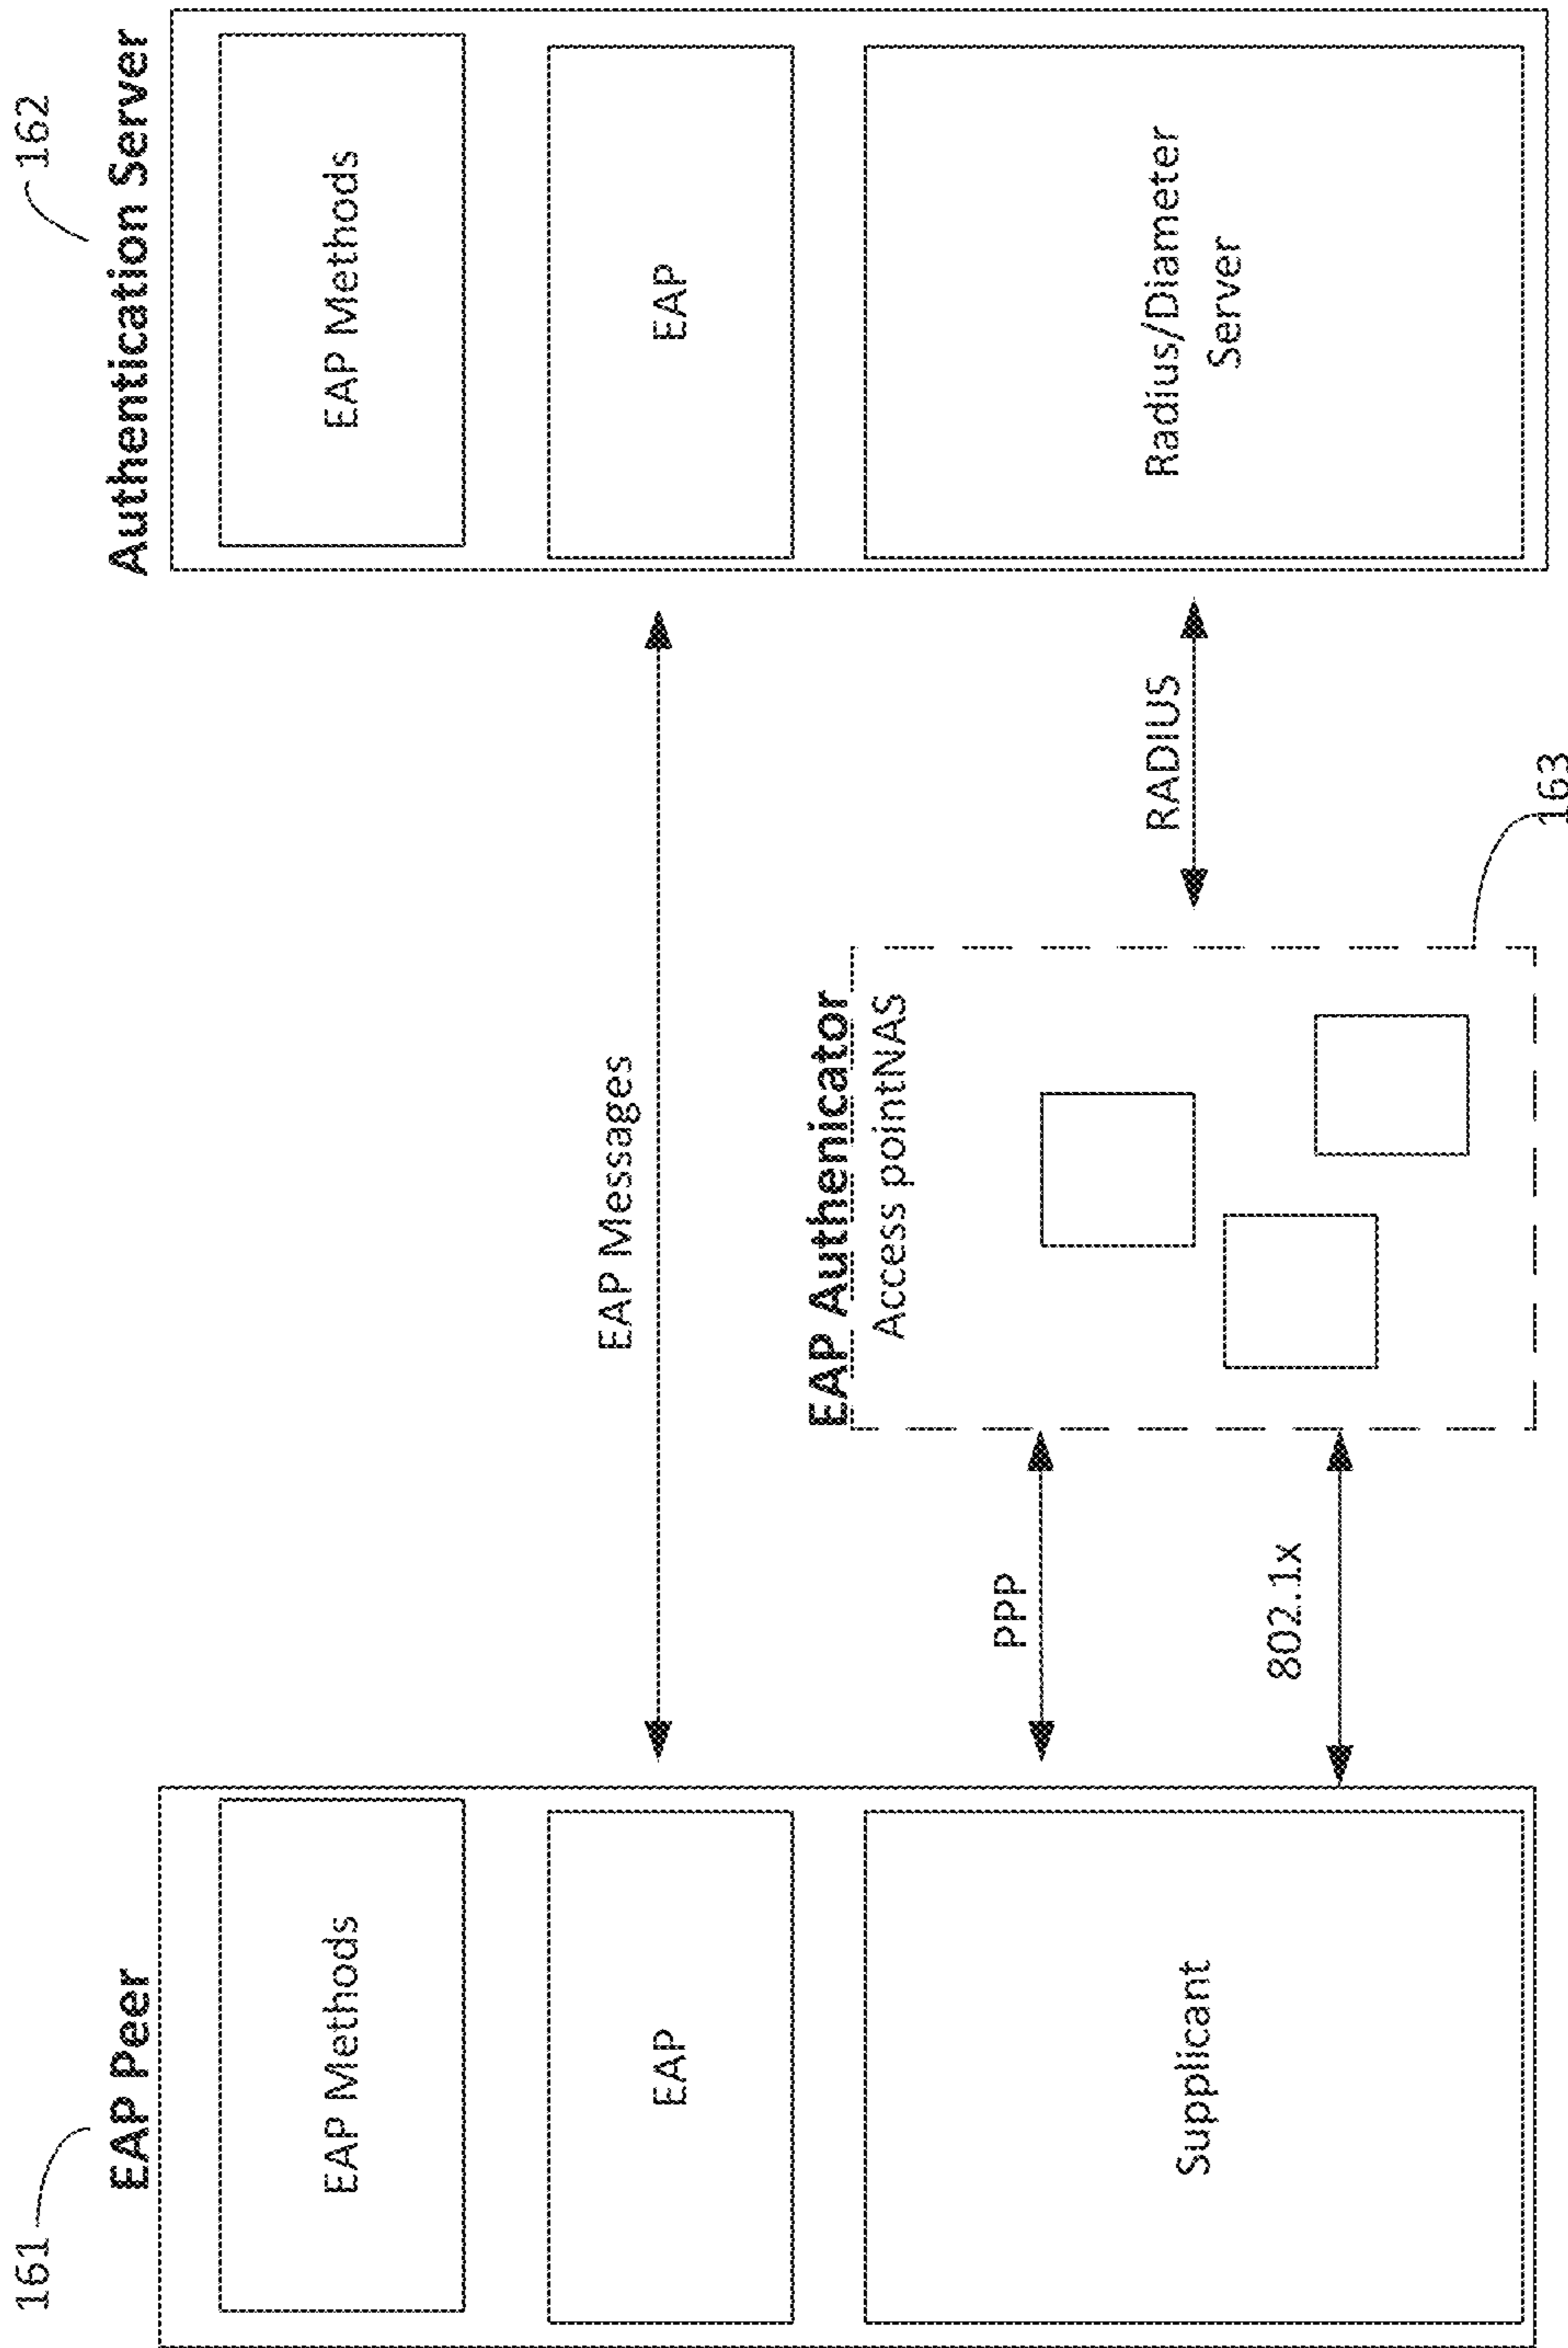 161
EAP Peer
EAP Methods
EAP
Supplicant
EAP Messages
PPP
802.1x
EAP Authenicator
Access pointNAS
163
RADIUS
162
Authentication Server
EAP Methods
EAP
Radius/Diameter
Server